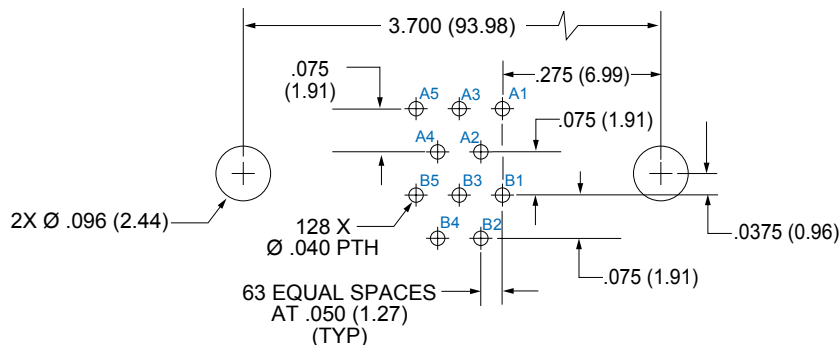 3.700 (93.98)
.075
(1.91)
.275 (6.99)
A5
A3
A1
A4
A2
.075 (1.91)
B5
B3
B1
2X Ø .096 (2.44)
128 X
Ø .040 PTH
B4
B2
.0375 (0.96)
.075 (1.91)
63 EQUAL SPACES
AT .050 (1.27)
(TYP)